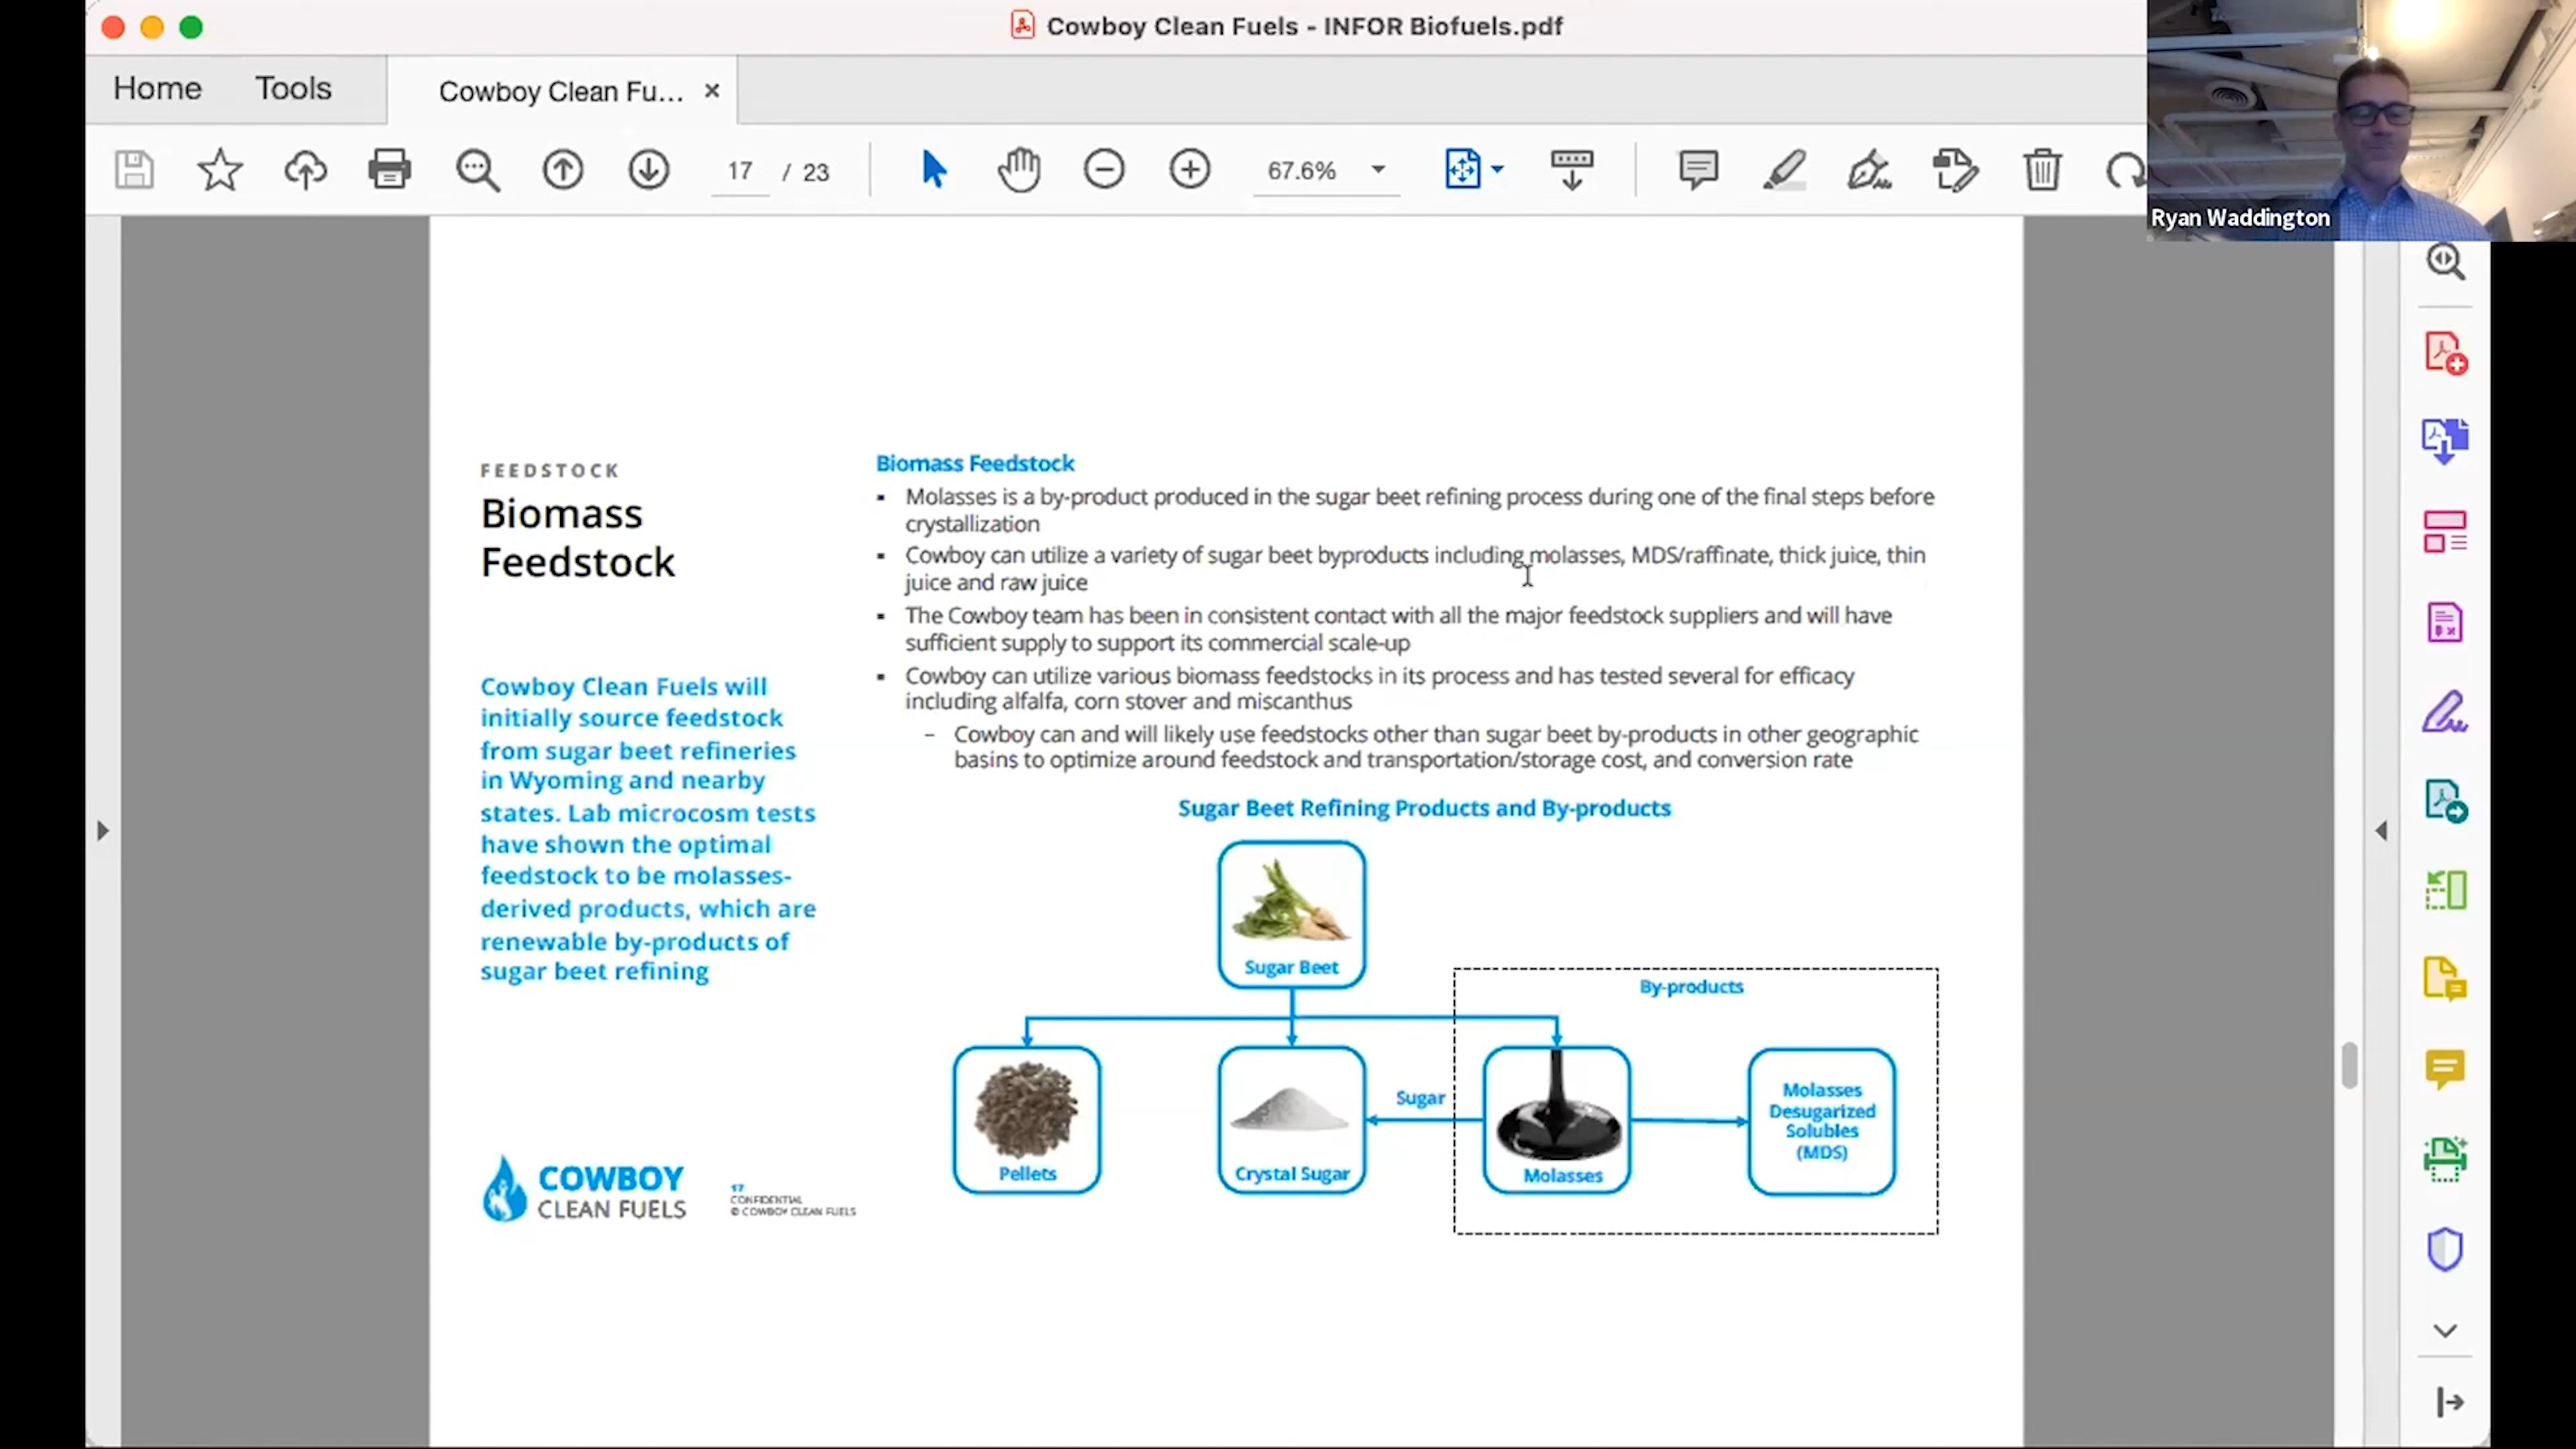 Cowboy Clean Fuels - INFOR Biofuels.pdf
Home
Tools
Cowboy Clean Fu...
17 / 23
67.6%
Ryan Waddington
FEEDSTOCK
Biomass
Feedstock
Cowboy Clean Fuels will
initially source feedstock
from sugar beet refineries
in Wyoming and nearby
states. Lab microcosm tests
have shown the optimal
feedstock to be molasses-
derived products, which are
renewable by-products of
sugar beet refining
Biomass Feedstock
▪ Molasses is a by-product produced in the sugar beet refining process during one of the final steps before
crystallization
▪ Cowboy can utilize a variety of sugar beet byproducts including molasses, MDS/raffinate, thick juice, thin
juice and raw juice
▪ The Cowboy team has been in consistent contact with all the major feedstock suppliers and will have
sufficient supply to support its commercial scale-up
▪ Cowboy can utilize various biomass feedstocks in its process and has tested several for efficacy
including alfalfa, corn stover and miscanthus
– Cowboy can and will likely use feedstocks other than sugar beet by-products in other geographic
basins to optimize around feedstock and transportation/storage cost, and conversion rate
Sugar Beet Refining Products and By-products
Sugar Beet
By-products
Pellets
Crystal Sugar
Sugar
Molasses
Molasses
Desugarized
Solubles
(MDS)
COWBOY
CLEAN FUELS
17
CONFIDENTIAL
© COWBOY CLEAN FUELS